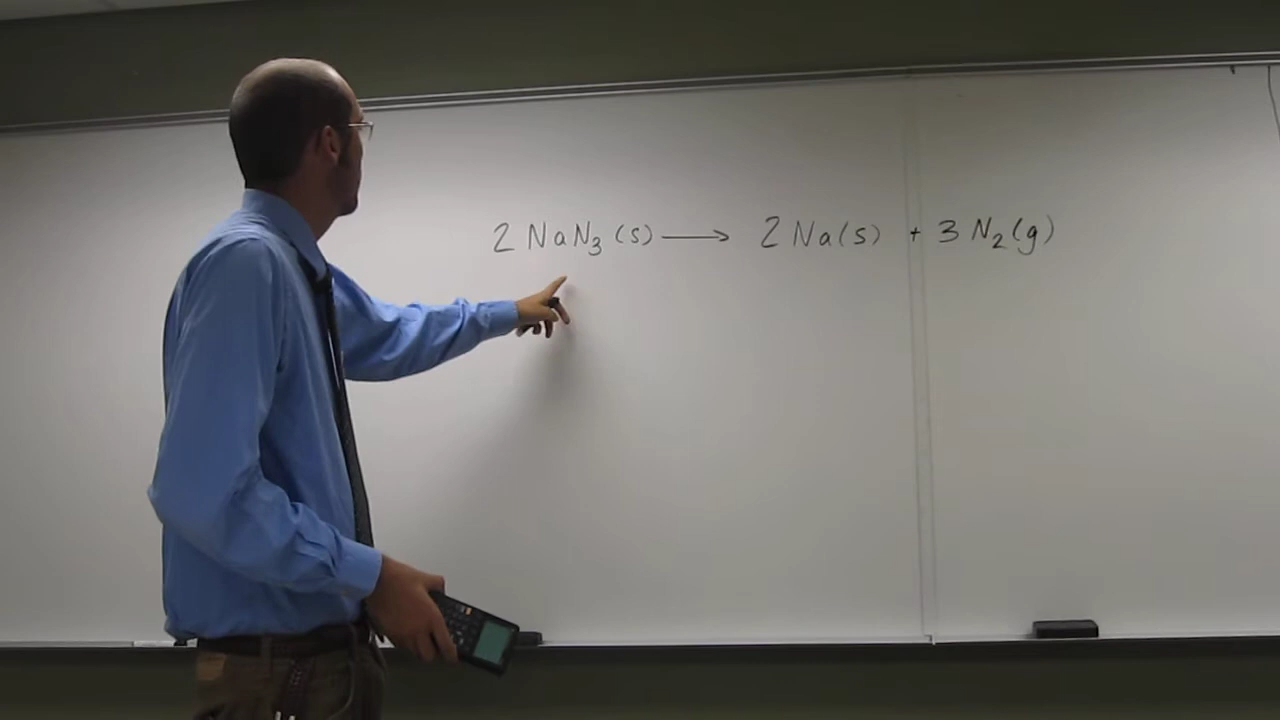 2 NaN₃(s) ⟶ 2 Na(s) + 3 N₂(g)